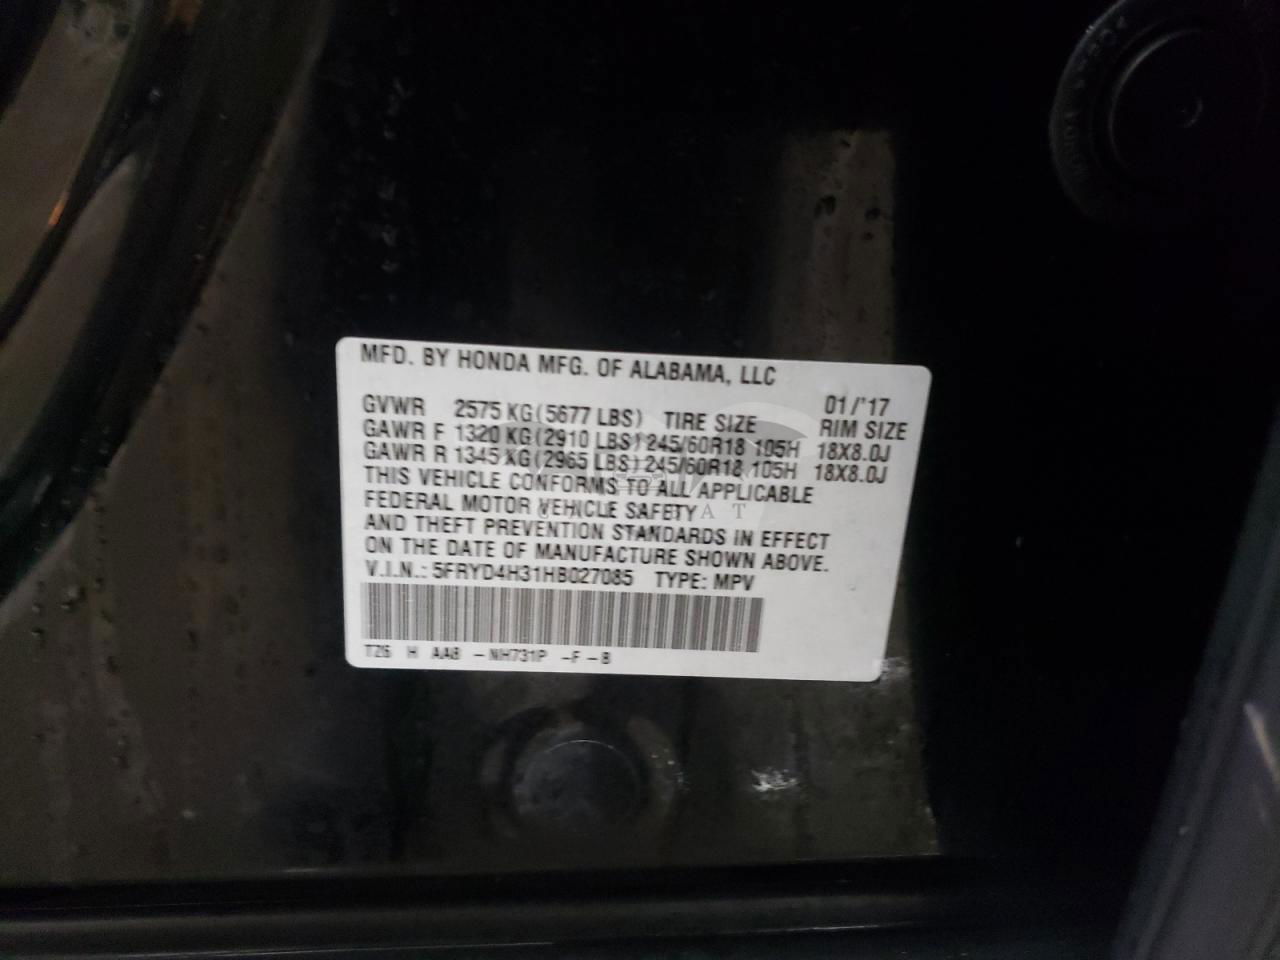 MFD. BY HONDA MFG. OF ALABAMA, LLC
01/'17
GVWR 2575 KG(5677 LBS) TIRE SIZE RIM SIZE
GAWR F 1320 KG(2910 LBS)245/60R18 105H 18X8.0J
GAWR R 1345 KG(2965 LBS)245/60R18 105H 18X8.0J
THIS VEHICLE CONFORMS TO ALL APPLICABLE
FEDERAL MOTOR VEHICLE SAFETY
AND THEFT PREVENTION STANDARDS IN EFFECT
ON THE DATE OF MANUFACTURE SHOWN ABOVE.
V.I.N.: 5FRYD4H31HB027085 TYPE: MPV
TZ6 H AAB -NH731P -F -B